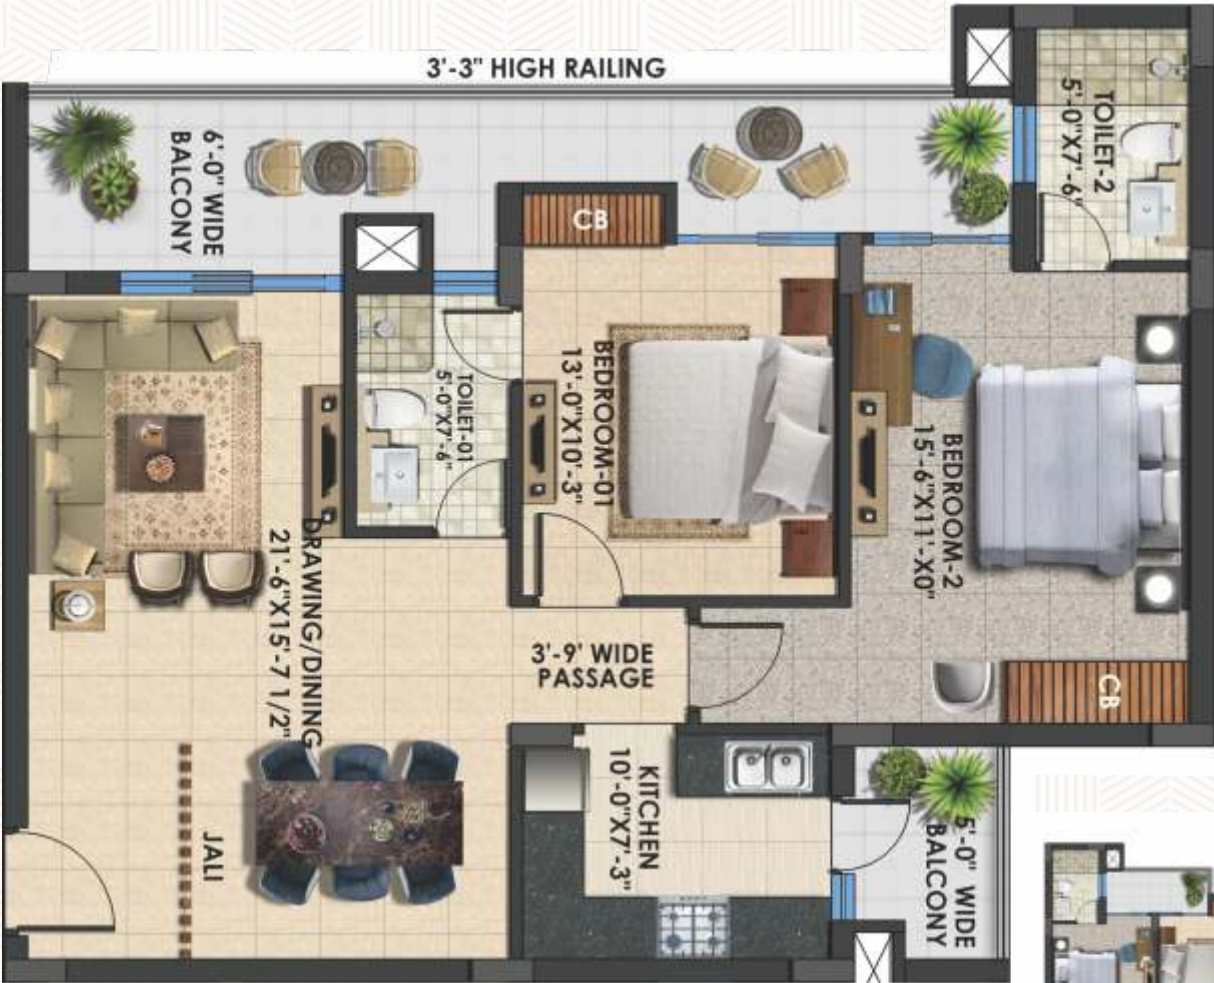 3'-3" HIGH RAILING
6'-0" WIDE
BALCONY
CB
TOILET-2
5'-0"X7'-6"
TOILET-01
5'-0"X7'-6"
BEDROOM-01
13'-0"X10'-3"
BEDROOM-2
15'-6"X11'-X0"
DRAWING/DINING
21'-6"X15'-7 1/2"
3'-9' WIDE
PASSAGE
CB
KITCHEN
10'-0"X7'-3"
JALI
5'-0" WIDE
BALCONY